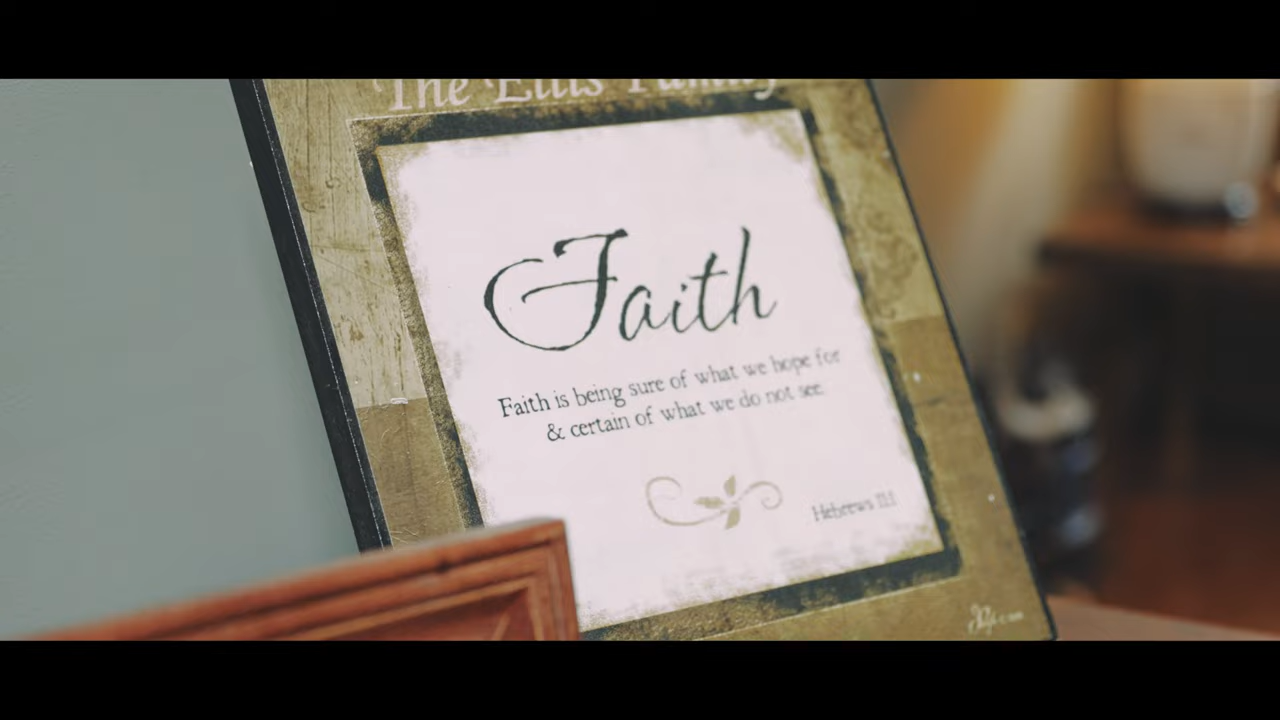 The Ellis Family
Faith
Faith is being sure of what we hope for
& certain of what we do not see.
Hebrews 11:1